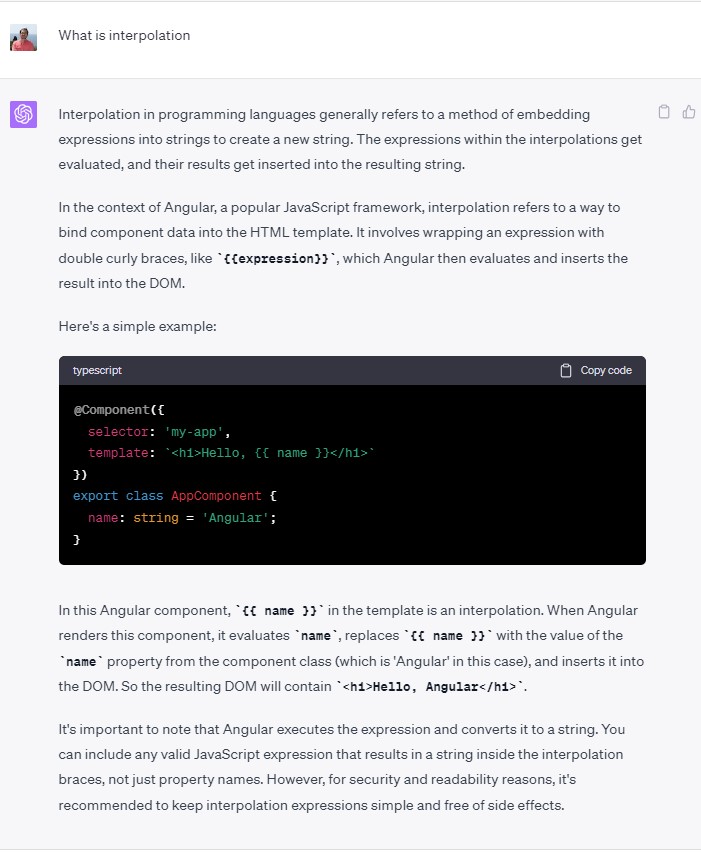 What is interpolation
Interpolation in programming languages generally refers to a method of embedding
expressions into strings to create a new string. The expressions within the interpolations get
evaluated, and their results get inserted into the resulting string.
In the context of Angular, a popular JavaScript framework, interpolation refers to a way to
bind component data into the HTML template. It involves wrapping an expression with
double curly braces, like `{{expression}}`, which Angular then evaluates and inserts the
result into the DOM.
Here's a simple example:
typescript Copy code
@Component({
  selector: 'my-app',
  template: `<h1>Hello, {{ name }}</h1>`
})
export class AppComponent {
  name: string = 'Angular';
}
In this Angular component, `{{ name }}` in the template is an interpolation. When Angular
renders this component, it evaluates `name`, replaces `{{ name }}` with the value of the
`name` property from the component class (which is 'Angular' in this case), and inserts it into
the DOM. So the resulting DOM will contain `<h1>Hello, Angular</h1>`.
It's important to note that Angular executes the expression and converts it to a string. You
can include any valid JavaScript expression that results in a string inside the interpolation
braces, not just property names. However, for security and readability reasons, it's
recommended to keep interpolation expressions simple and free of side effects.